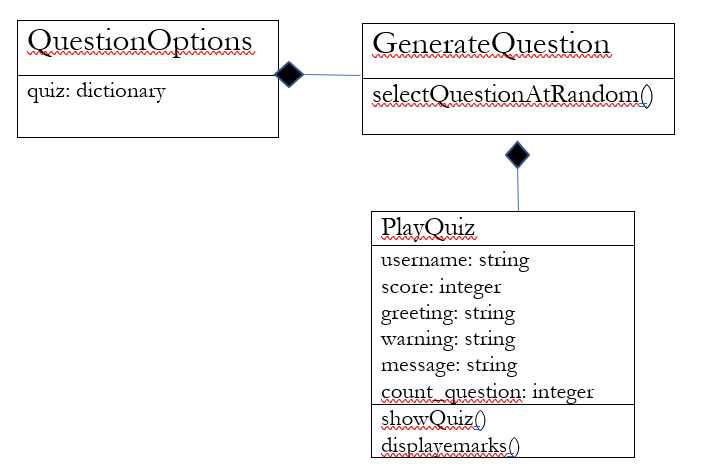 QuestionOptions
quiz: dictionary
GenerateQuestion
selectQuestionAtRandom()
PlayQuiz
username: string
score: integer
greeting: string
warning: string
message: string
count_question: integer
showQuiz()
displayemarks()